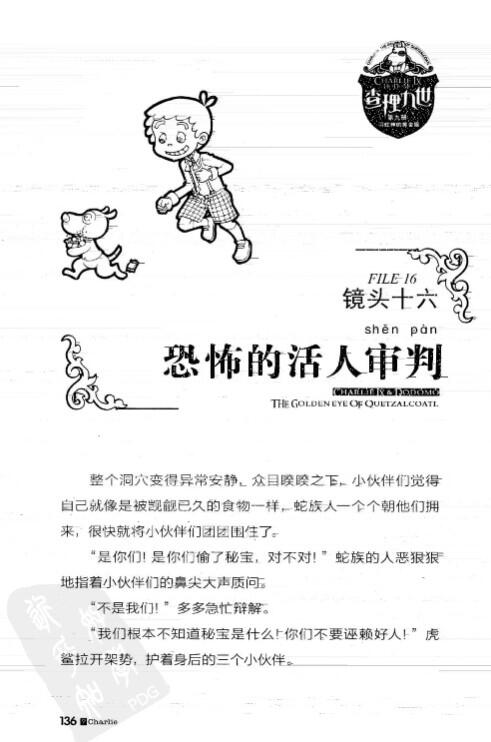 CHARLIE IX
查理九世
第九册
FILE-16
镜头十六
shěn pàn
恐怖的活人审判
CHARLIE IX & DODOMO
THE GOLDEN EYE OF QUETZALCOATL
整个洞穴变得异常安静。众目睽睽之下，小伙伴们觉得
自己就像是被觊觎已久的食物一样，蛇族人一个个朝他们拥
来，很快就将小伙伴们团团围住了。
“是你们！是你们偷了秘宝，对不对！”蛇族的人恶狠狠
地指着小伙伴们的鼻尖大声质问。
“不是我们！”多多急忙辩解。
“我们根本不知道秘宝是什么！你们不要诬赖好人！”虎
鲨拉开架势，护着身后的三个小伙伴。
PDG
136 Charlie